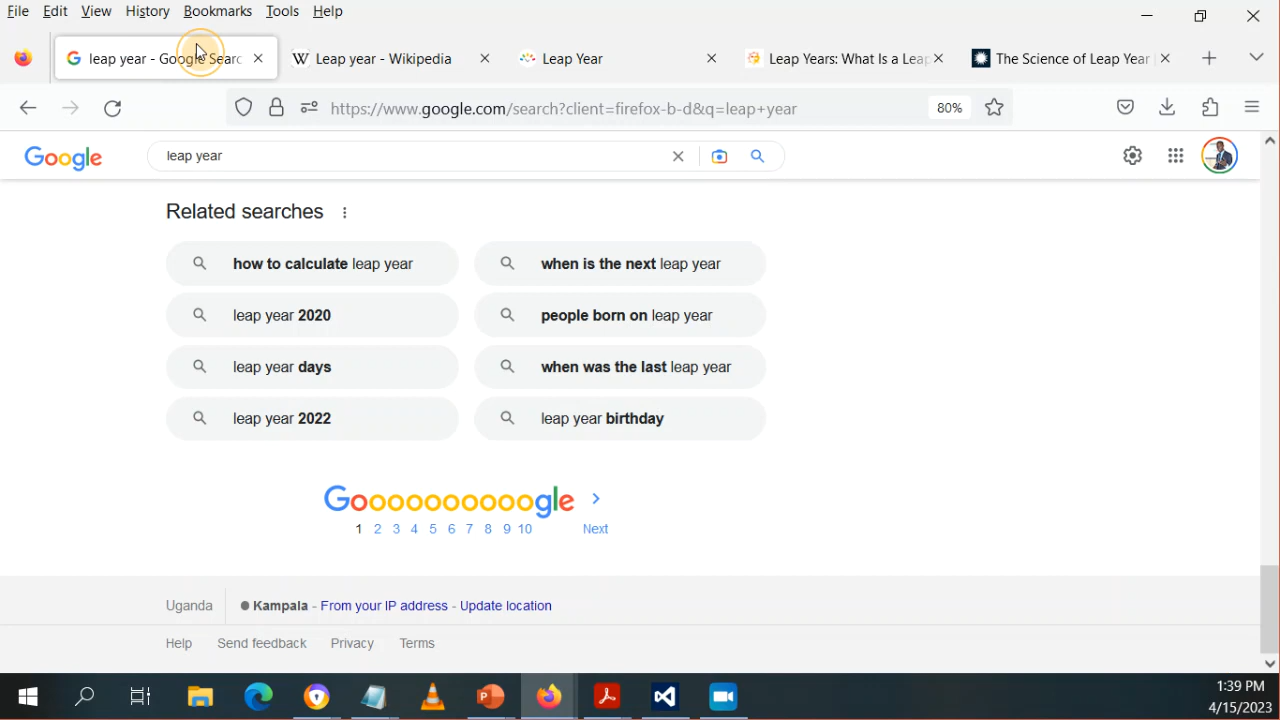 File Edit View History Bookmarks Tools Help
leap year - Google Searc
Leap year - Wikipedia
Leap Year
Leap Years: What Is a Leap
The Science of Leap Year
https://www.google.com/search?client=firefox-b-d&q=leap+year
80%
Google
leap year
Related searches
how to calculate leap year
when is the next leap year
leap year 2020
people born on leap year
leap year days
when was the last leap year
leap year 2022
leap year birthday
Goooooooooogle
1 2 3 4 5 6 7 8 9 10 Next
Uganda
Kampala - From your IP address - Update location
Help Send feedback Privacy Terms
1:39 PM
4/15/2023